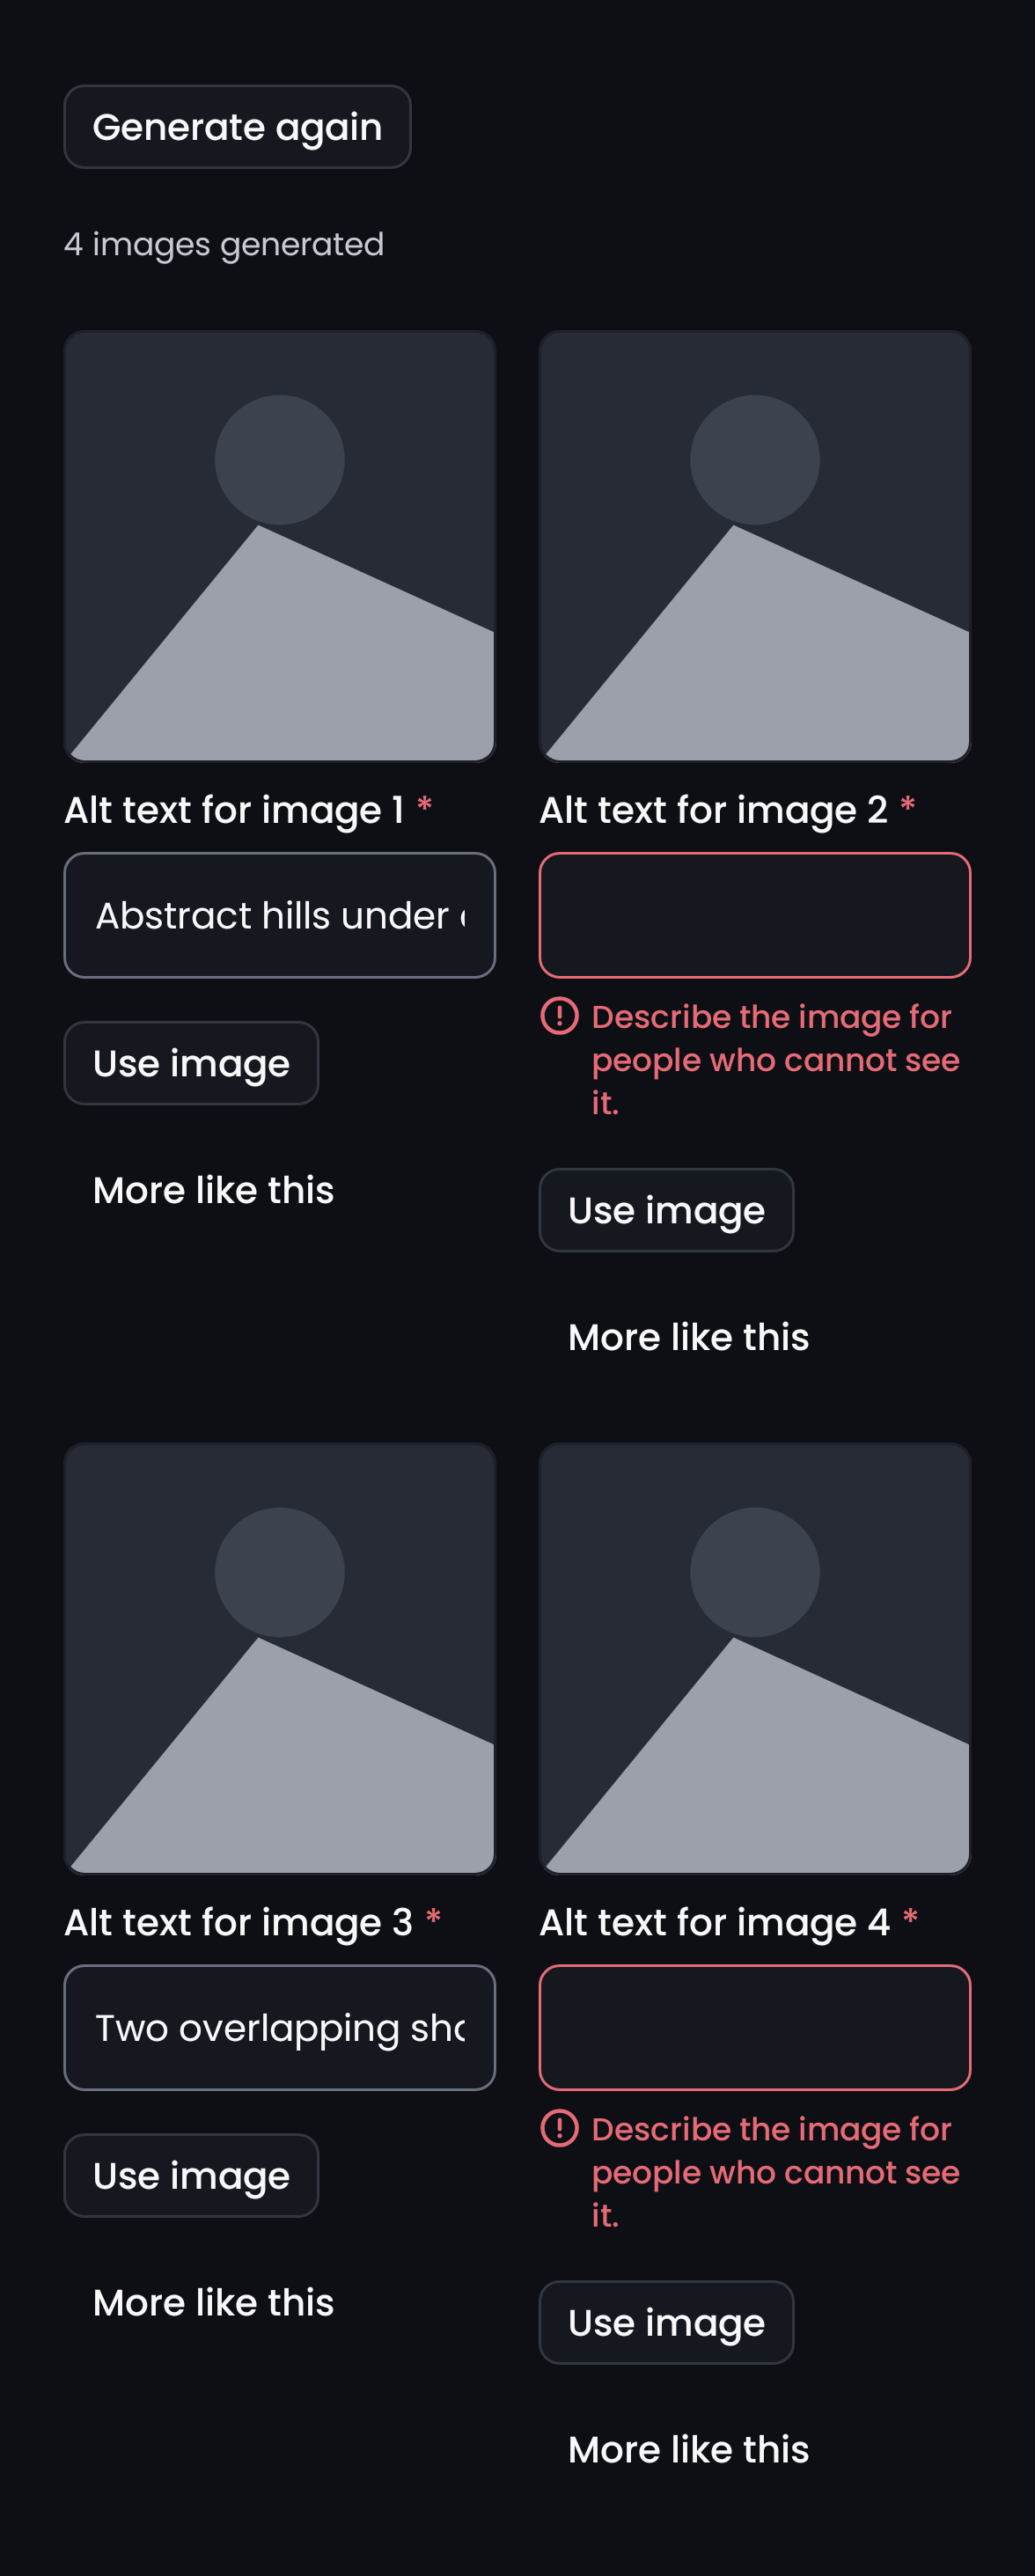 Generate again
4 images generated
Alt text for image 1 *
Abstract hills under
Use image
More like this
Alt text for image 2 *
Describe the image for
people who cannot see
it.
Use image
More like this
Alt text for image 3 *
Two overlapping
Use image
More like this
Alt text for image 4 *
Describe the image for
people who cannot see
it.
Use image
More like this